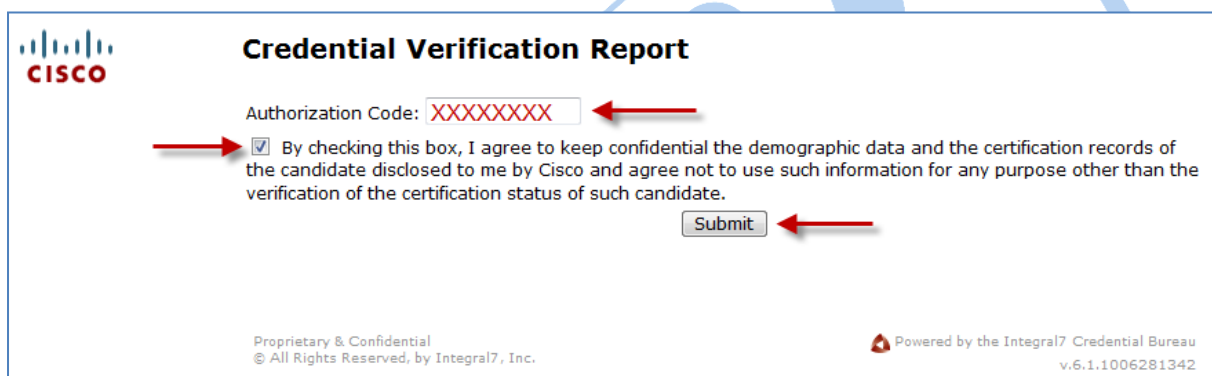 CISCO
Credential Verification Report
Authorization Code: XXXXXXXX
By checking this box, I agree to keep confidential the demographic data and the certification records of
the candidate disclosed to me by Cisco and agree not to use such information for any purpose other than the
verification of the certification status of such candidate.
Submit
Proprietary & Confidential
© All Rights Reserved, by Integral7, Inc.
Powered by the Integral7 Credential Bureau
v.6.1.1006281342